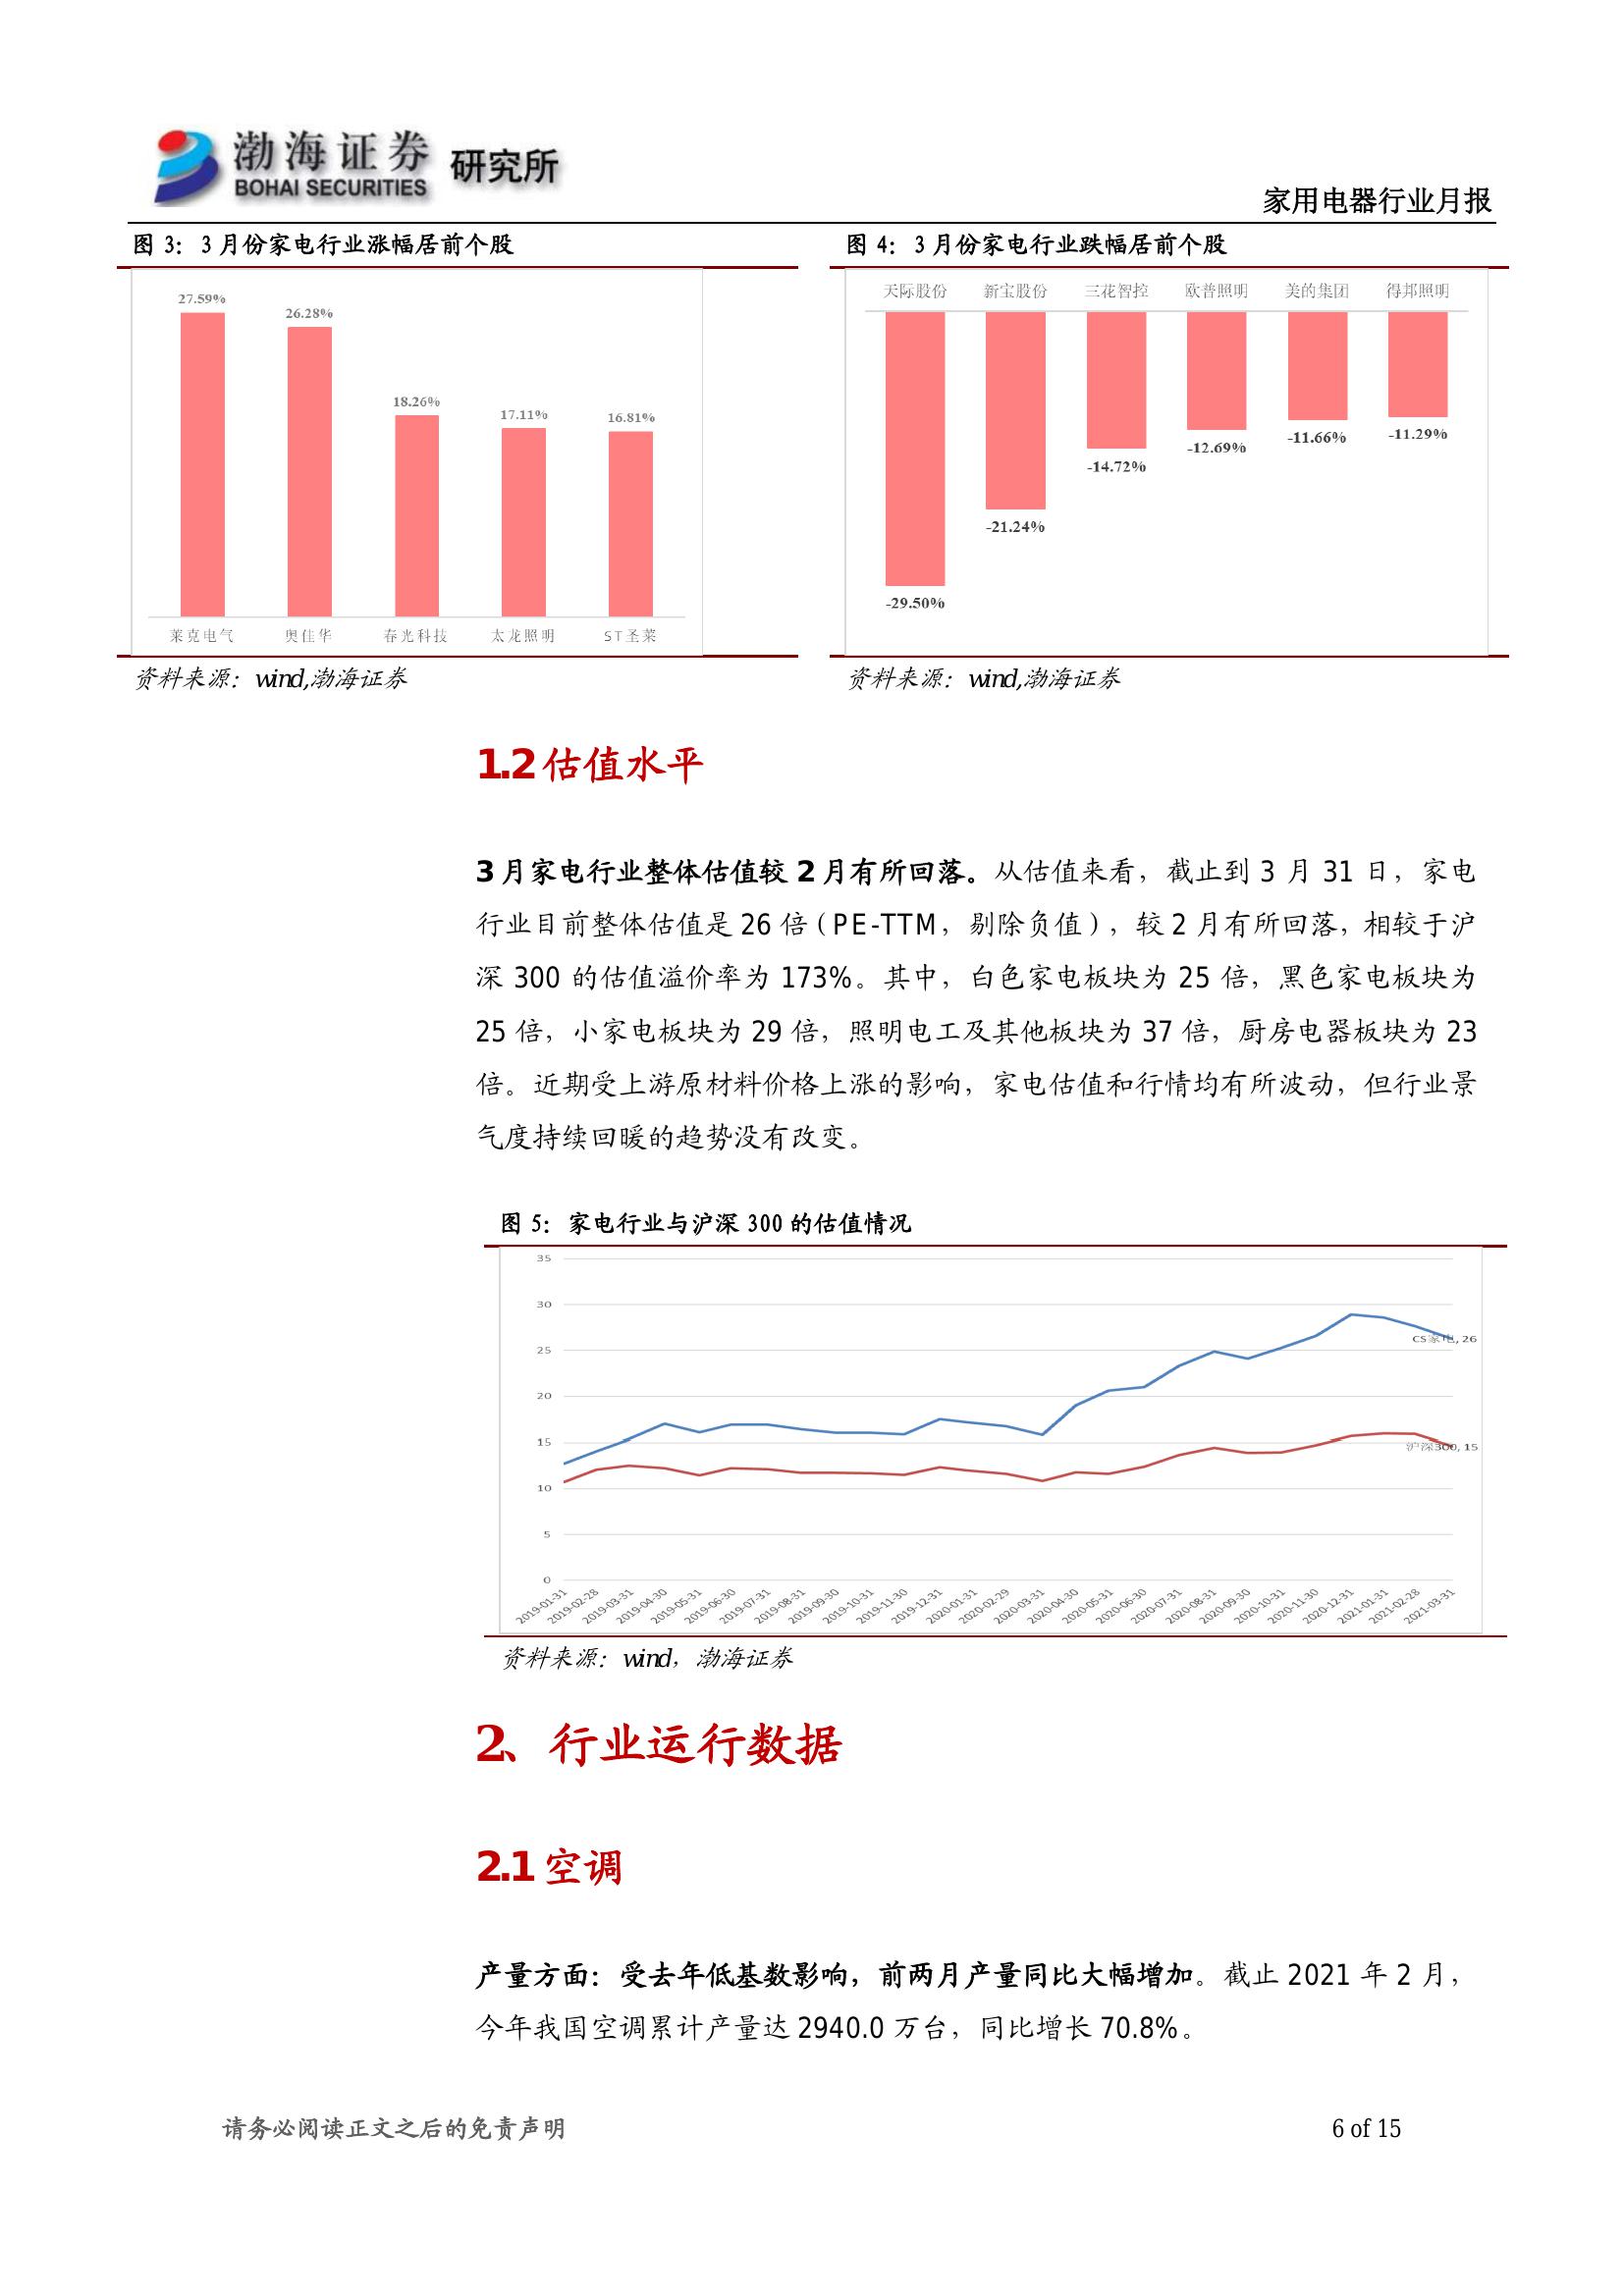 渤海证券 研究所
BOHAI SECURITIES
家用电器行业月报
图 3：3 月份家电行业涨幅居前个股
27.59%
26.28%
18.26%
17.11%
16.81%
莱克电气 奥佳华 春光科技 太龙照明 ST圣莱
资料来源：wind,渤海证券
图 4：3 月份家电行业跌幅居前个股
天际股份 新宝股份 三花智控 欧普照明 美的集团 得邦照明
-29.50%
-21.24%
-14.72%
-12.69%
-11.66%
-11.29%
资料来源：wind,渤海证券
1.2 估值水平
3 月家电行业整体估值较 2 月有所回落。从估值来看，截止到 3 月 31 日，家电
行业目前整体估值是 26 倍（PE-TTM，剔除负值），较 2 月有所回落，相较于沪
深 300 的估值溢价率为 173%。其中，白色家电板块为 25 倍，黑色家电板块为
25 倍，小家电板块为 29 倍，照明电工及其他板块为 37 倍，厨房电器板块为 23
倍。近期受上游原材料价格上涨的影响，家电估值和行情均有所波动，但行业景
气度持续回暖的趋势没有改变。
图 5：家电行业与沪深 300 的估值情况
35
30
25
20
15
10
5
0
CS家电, 26
沪深300, 15
2019-01-31 2019-02-28 2019-03-31 2019-04-30 2019-05-31 2019-06-30 2019-07-31 2019-08-31 2019-09-30 2019-10-31 2019-11-30 2019-12-31 2020-01-31 2020-02-29 2020-03-31 2020-04-30 2020-05-31 2020-06-30 2020-07-31 2020-08-31 2020-09-30 2020-10-31 2020-11-30 2020-12-31 2021-01-31 2021-02-28 2021-03-31
资料来源：wind，渤海证券
2、行业运行数据
2.1 空调
产量方面：受去年低基数影响，前两月产量同比大幅增加。截止 2021 年 2 月，
今年我国空调累计产量达 2940.0 万台，同比增长 70.8%。
请务必阅读正文之后的免责声明
6 of 15